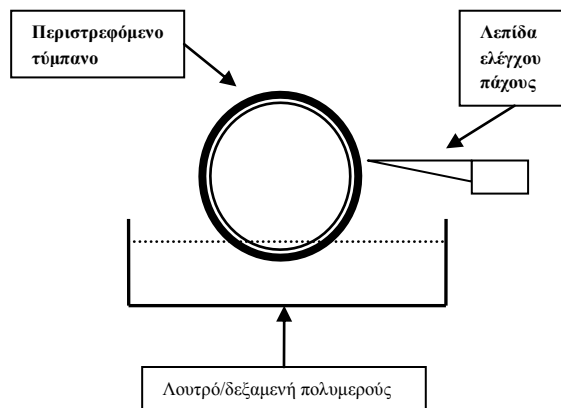 Περιστρεφόμενο
τύμπανο
Λεπίδα
ελέγχου
πάχους
Λουτρό/δεξαμενή πολυμερούς